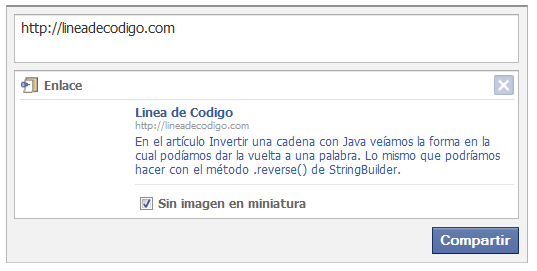 http://lineadecodigo.com
Enlace
Linea de Codigo
http://lineadecodigo.com
En el artículo Invertir una cadena con Java veíamos la forma en la
cual podíamos dar la vuelta a una palabra. Lo mismo que podríamos
hacer con el método .reverse() de StringBuilder.
Sin imagen en miniatura
Compartir